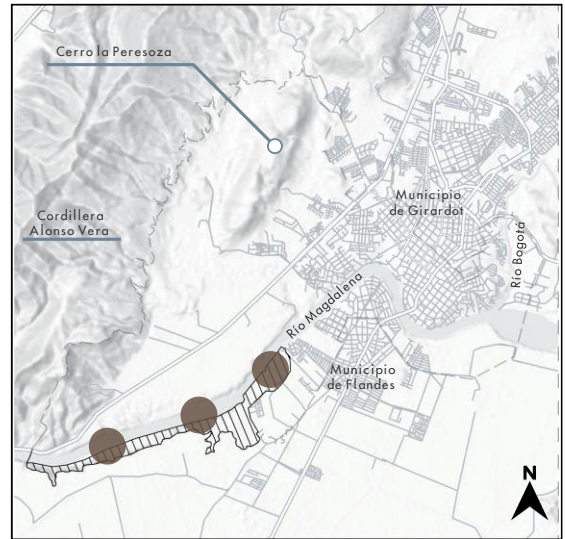 Cerro la Peresoza
Municipio
de Girardot
Cordillera
Alonso Vera
Río Bogotá
Río Magdalena
Municipio
de Flandes
N